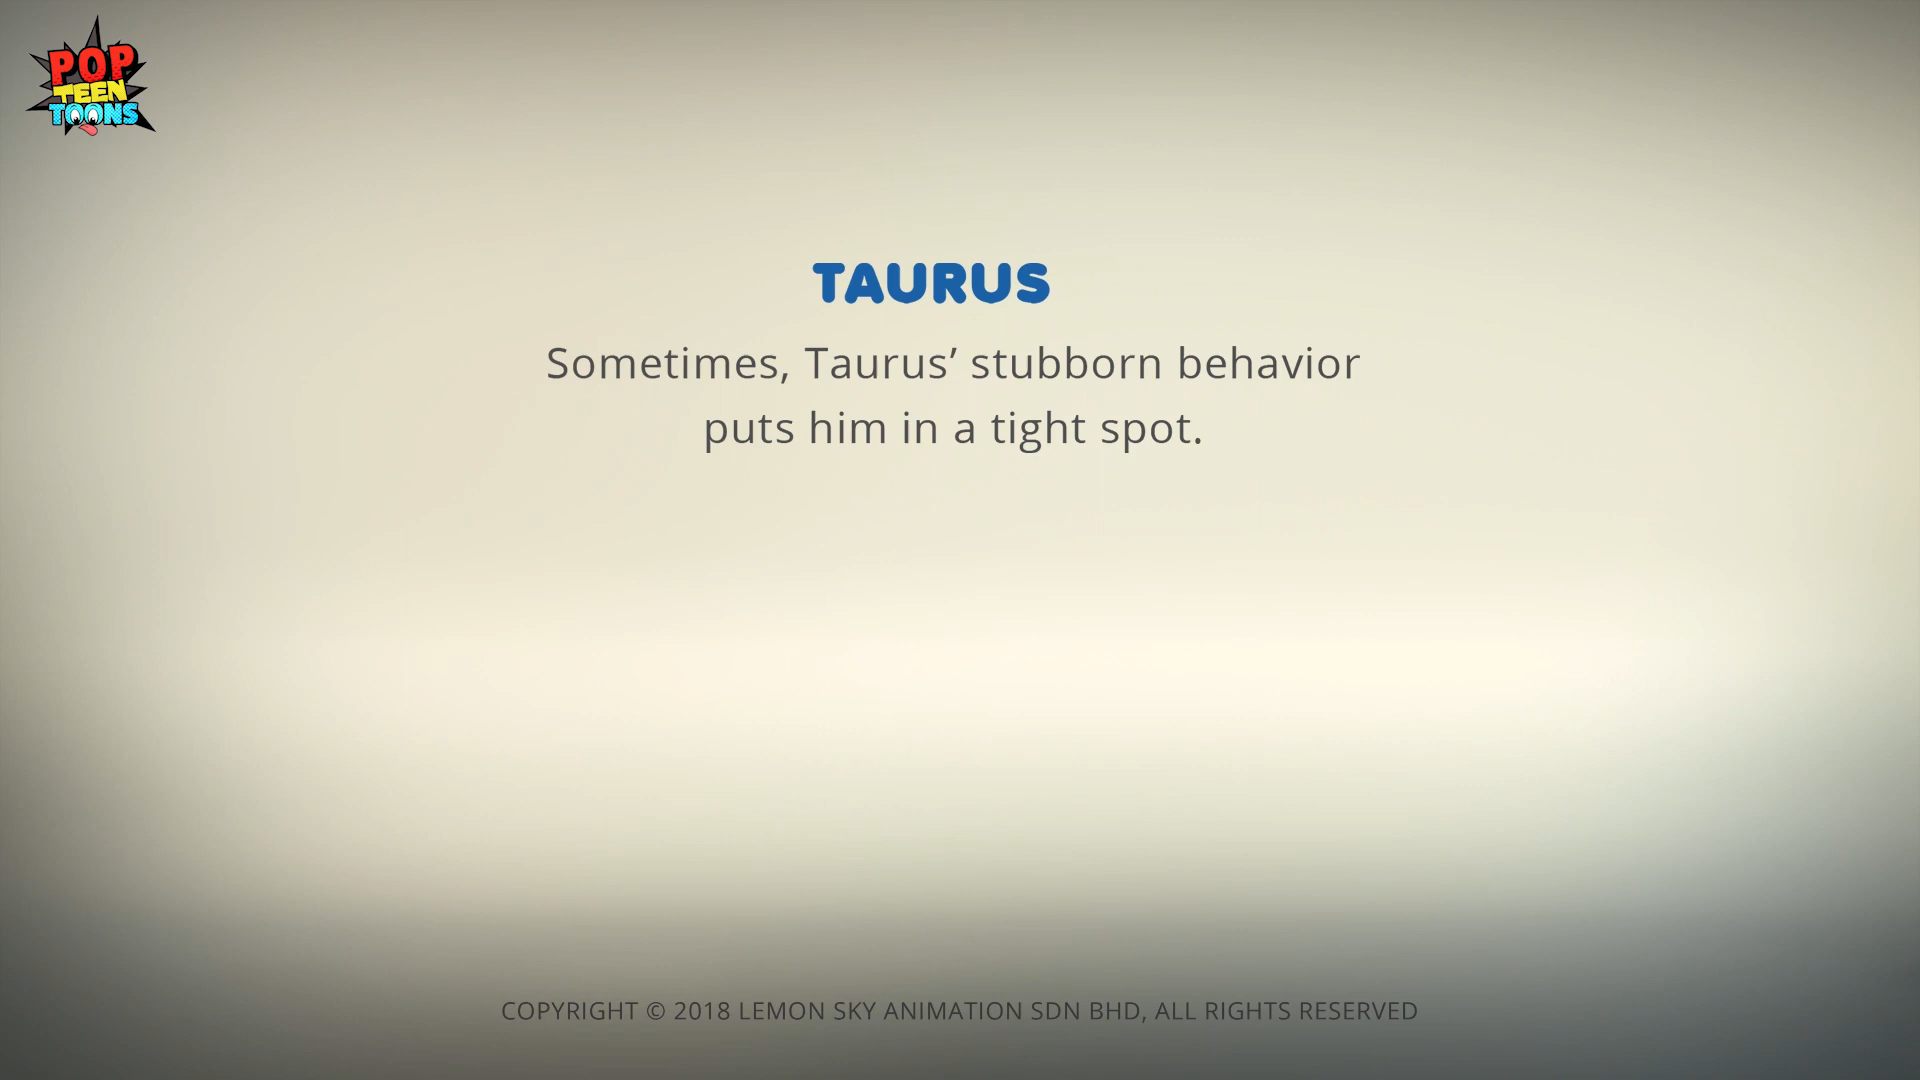 POP
TEEN
TOONS
TAURUS
Sometimes, Taurus’ stubborn behavior
puts him in a tight spot.
COPYRIGHT © 2018 LEMON SKY ANIMATION SDN BHD, ALL RIGHTS RESERVED